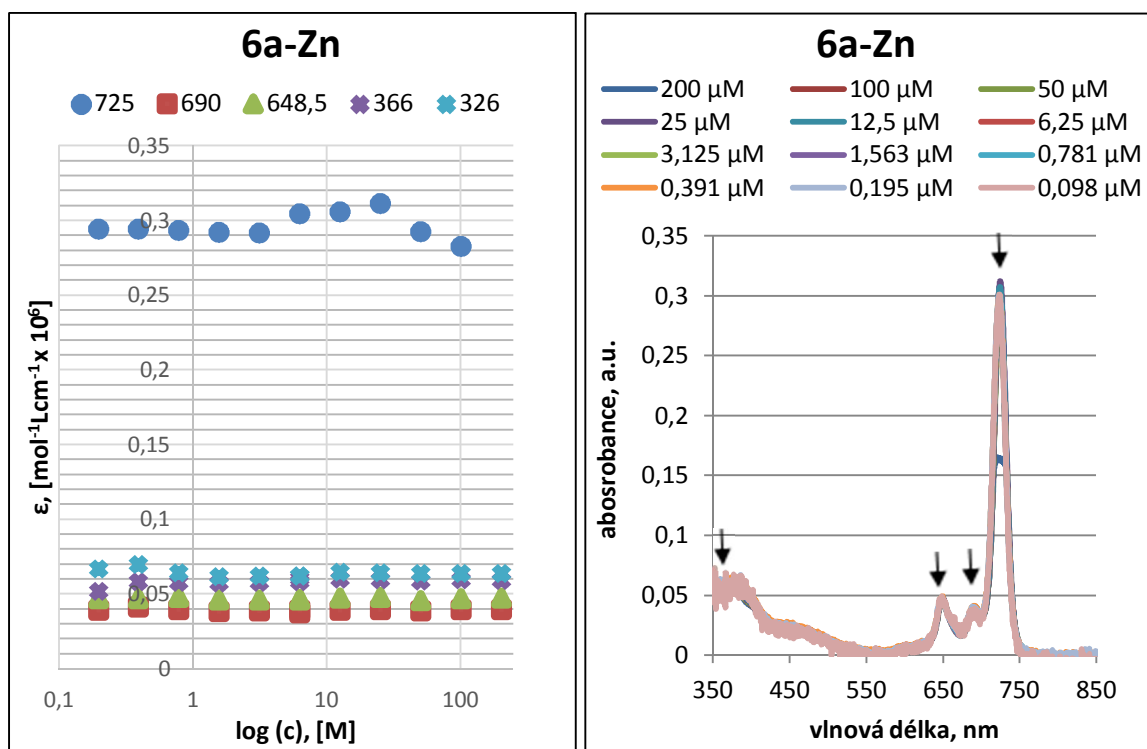 6a-Zn
725 690 648,5 366 326
0,35
0,3
0,25
0,2
0,15
0,1
0,05
0
0,1 1 10 100
ε, [mol⁻¹Lcm⁻¹x 10⁶]
log (c), [M]
6a-Zn
200 µM 100 µM 50 µM
25 µM 12,5 µM 6,25 µM
3,125 µM 1,563 µM 0,781 µM
0,391 µM 0,195 µM 0,098 µM
0,35
0,3
0,25
0,2
0,15
0,1
0,05
0
350 450 550 650 750 850
abosrobance, a.u.
vlnová délka, nm